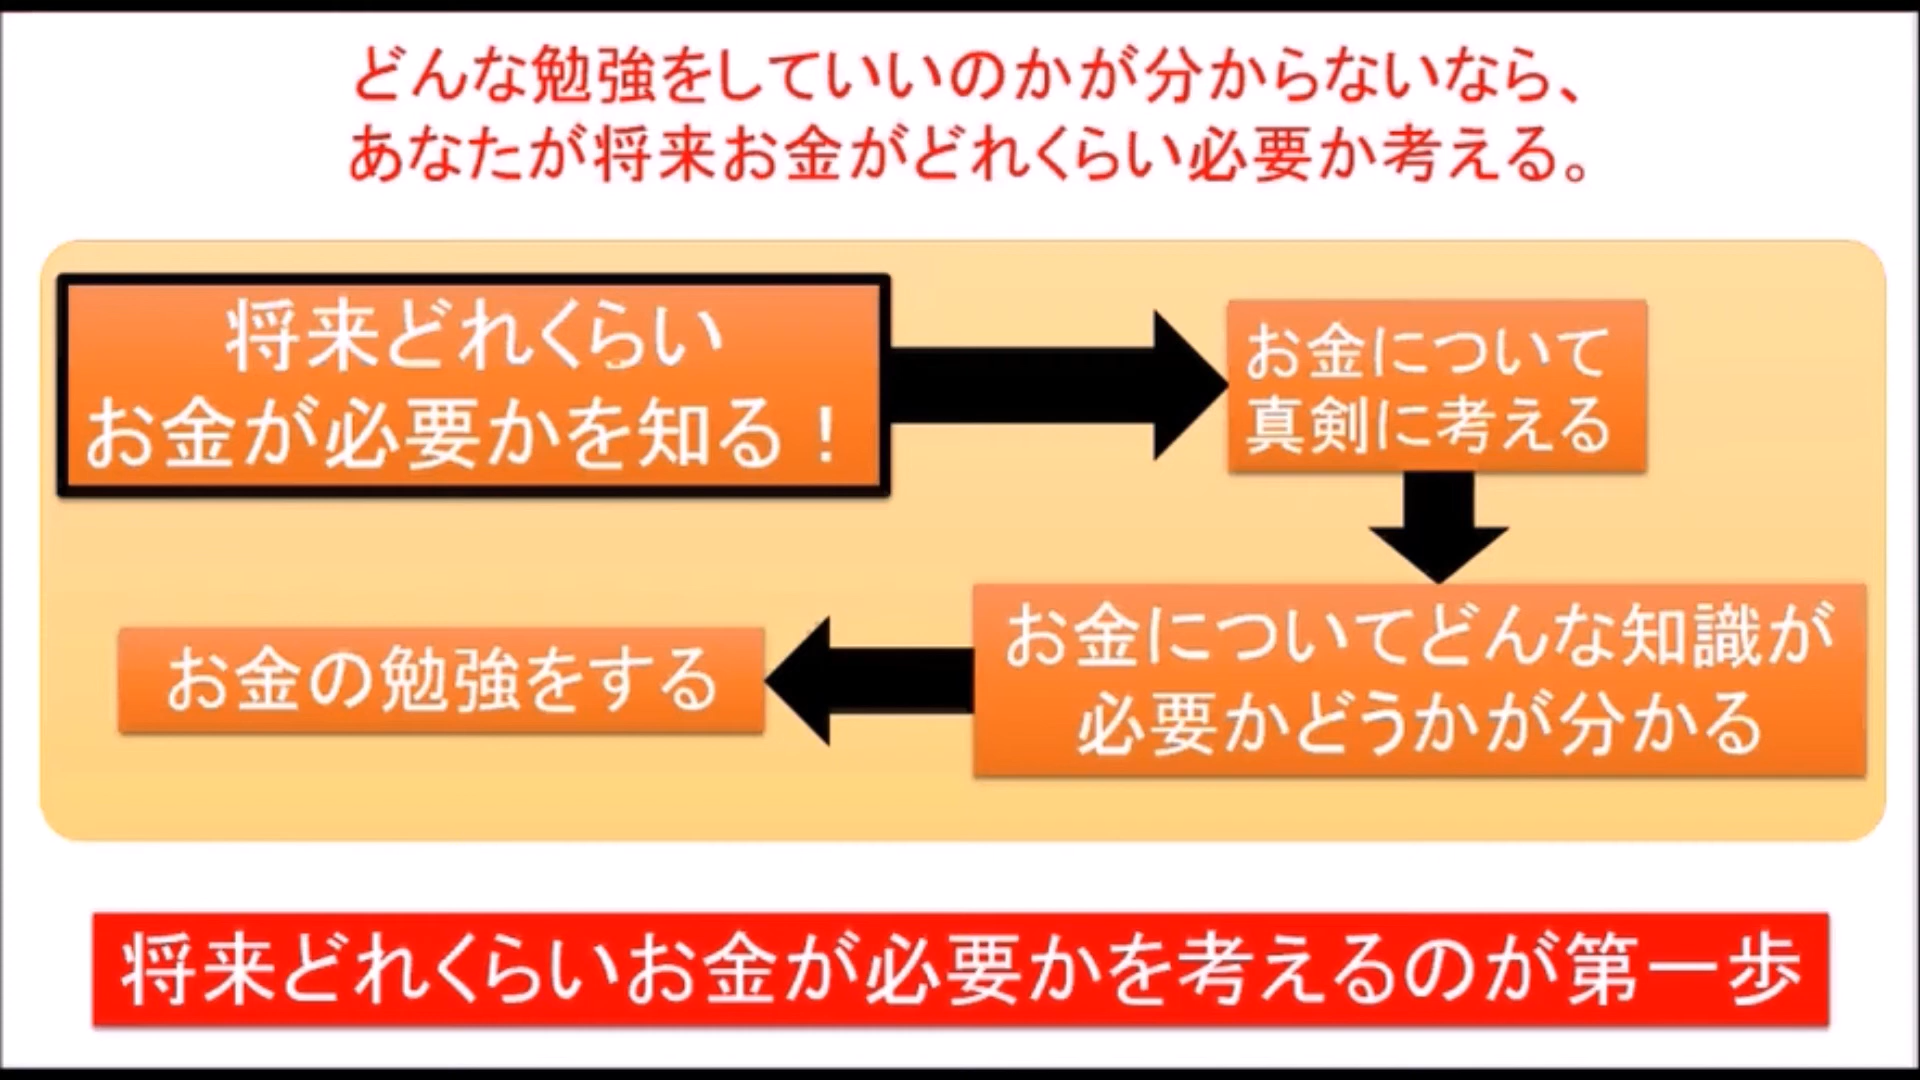 どんな勉強をしていいのかが分からないなら、
あなたが将来お金がどれくらい必要か考える。
将来どれくらい
お金が必要かを知る！
お金について
真剣に考える
お金についてどんな知識が
必要かどうかが分かる
お金の勉強をする
将来どれくらいお金が必要かを考えるのが第一歩